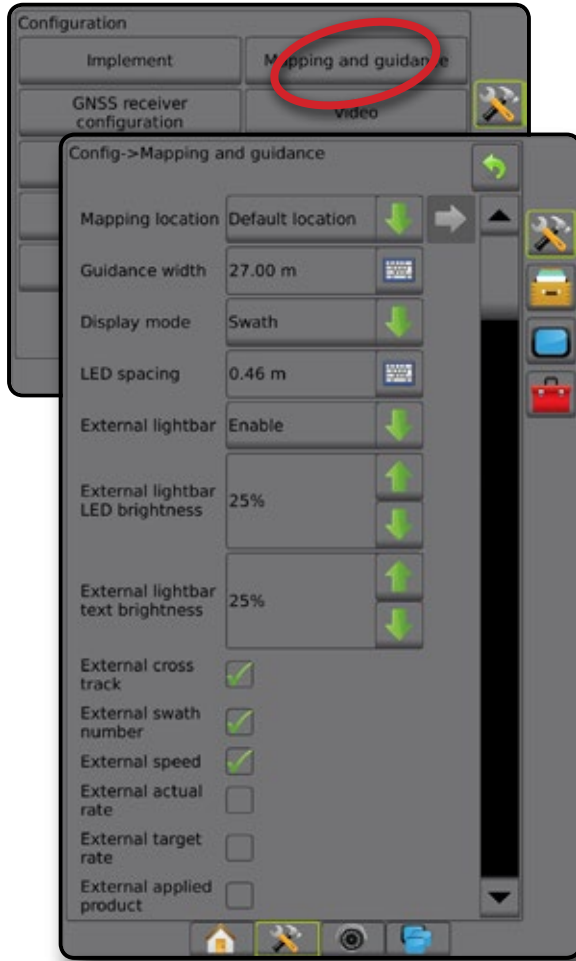 Configuration
Implement
Mapping and guidance
GNSS receiver
configuration
Video
Config->Mapping and guidance
Mapping location
Default location
Guidance width
27.00 m
Display mode
Swath
LED spacing
0.46 m
External lightbar
Enable
External lightbar
LED brightness
25%
External lightbar
text brightness
25%
External cross
track
External swath
number
External speed
External actual
rate
External target
rate
External applied
product